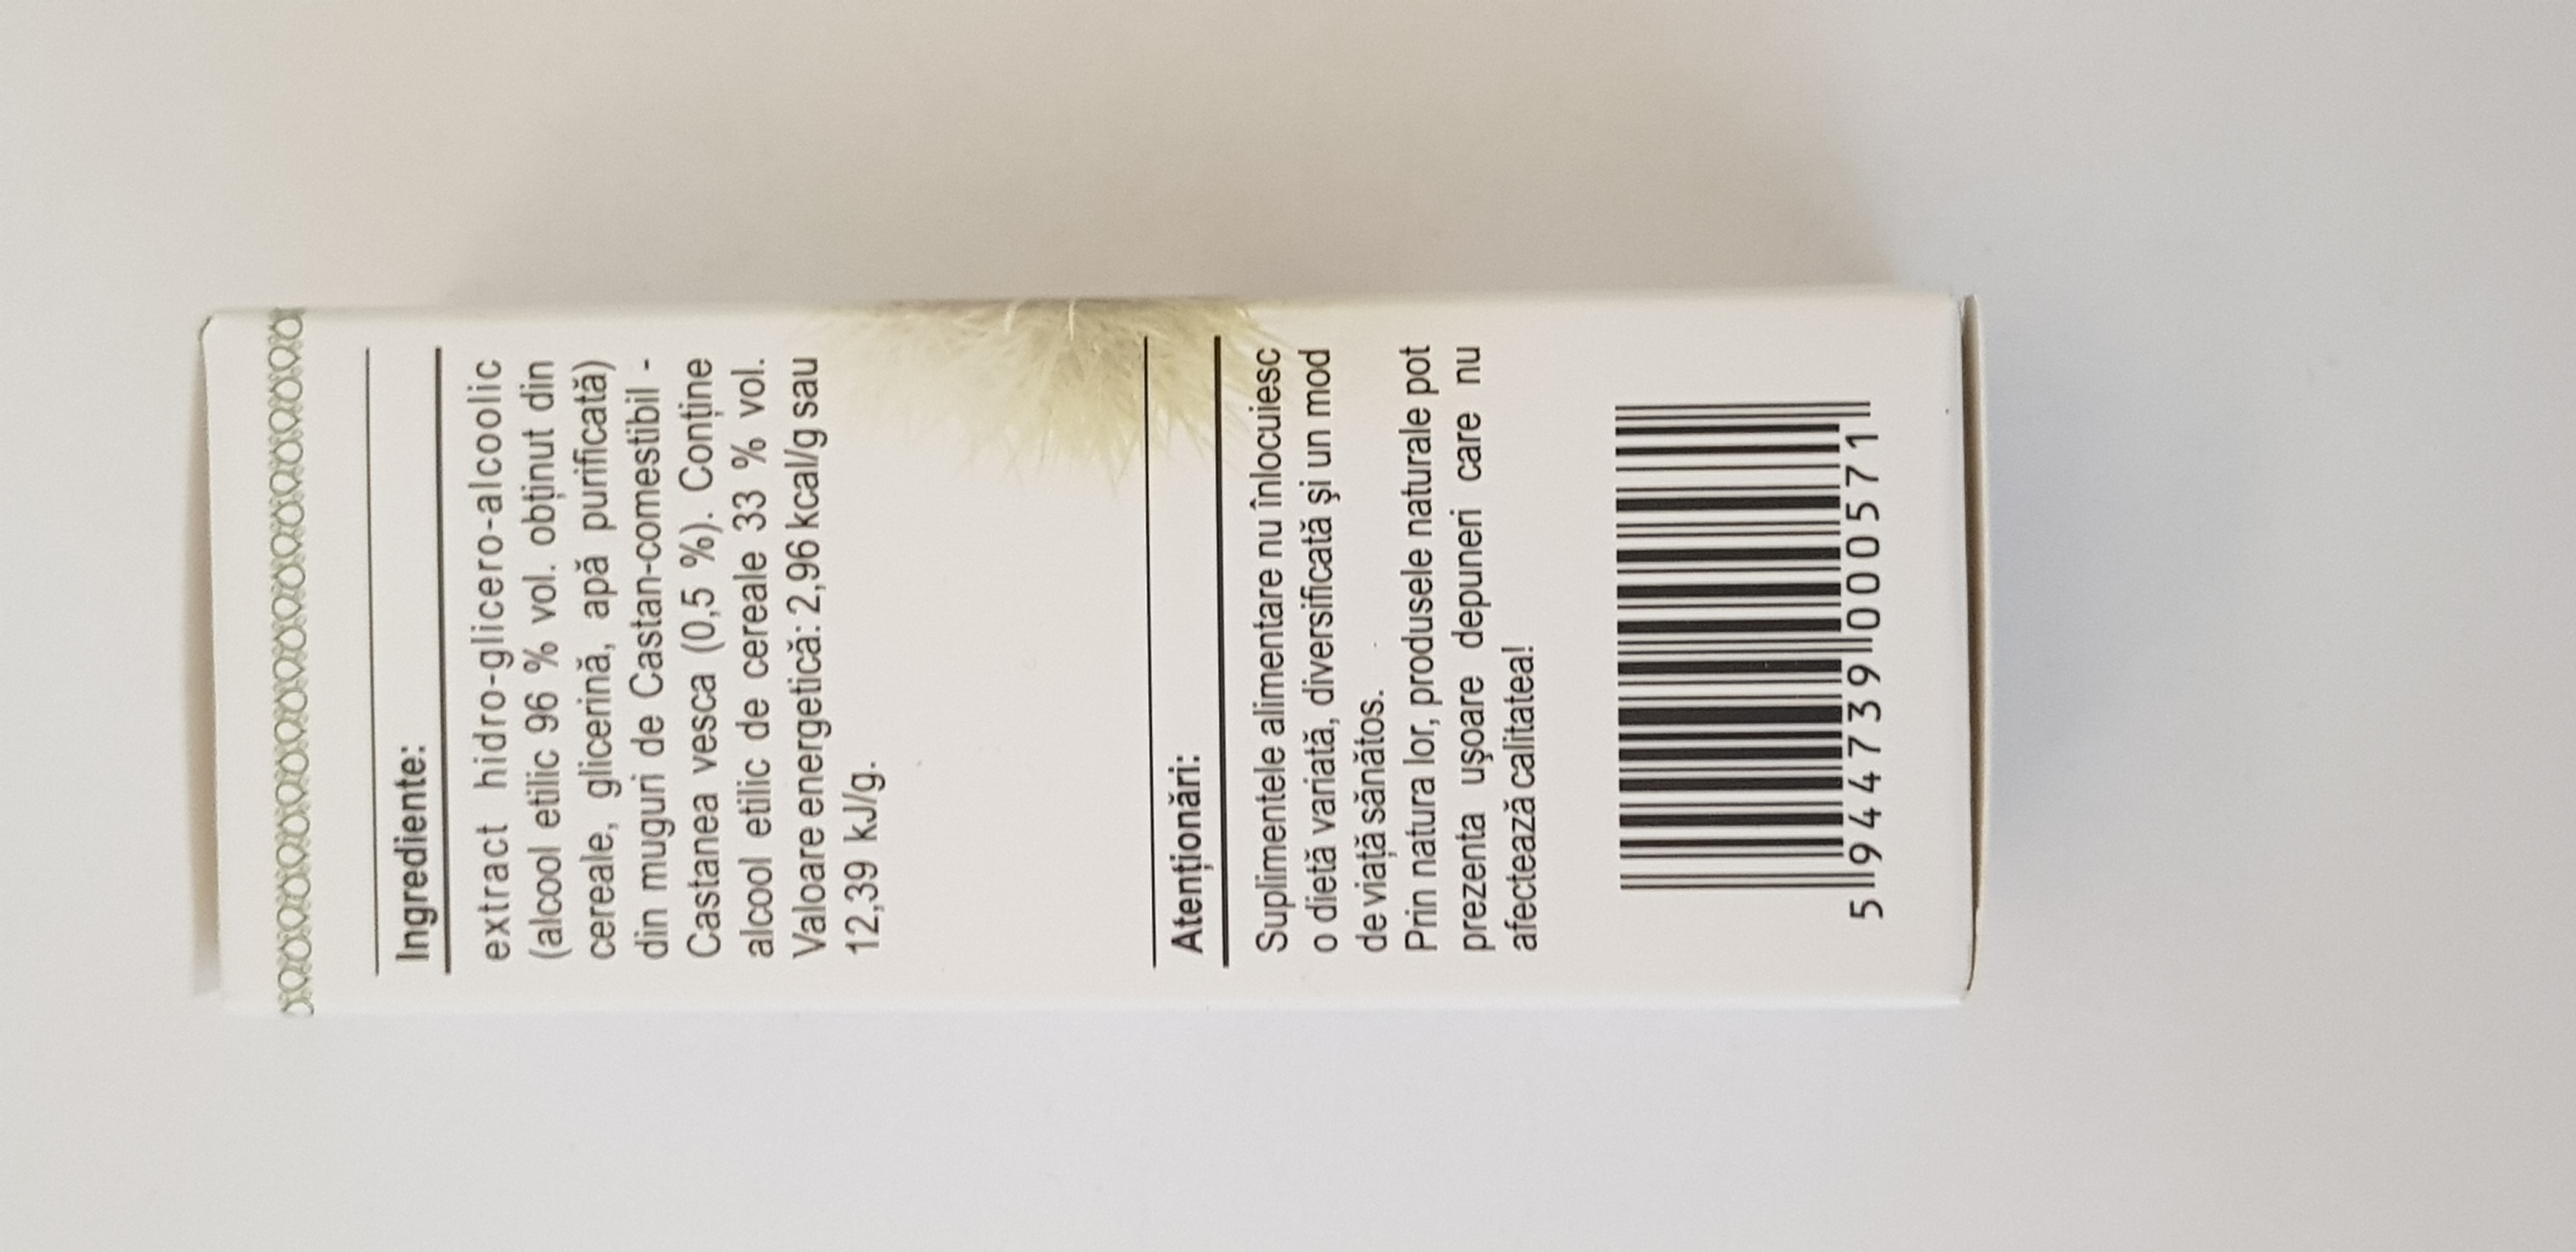 Ingrediente:
extract hidro-glicero-alcoolic
(alcool etilic 96 % vol. obținut din
cereale, glicerină, apă purificată)
din muguri de Castan-comestibil -
Castanea vesca (0,5 %). Conține
alcool etilic de cereale 33 % vol.
Valoare energetică: 2,96 kcal/g sau
12,39 kJ/g.
Atenționări:
Suplimentele alimentare nu înlocuiesc
o dietă variată, diversificată și un mod
de viață sănătos.
Prin natura lor, produsele naturale pot
prezenta ușoare depuneri care nu
afectează calitatea!
5 944739 000571